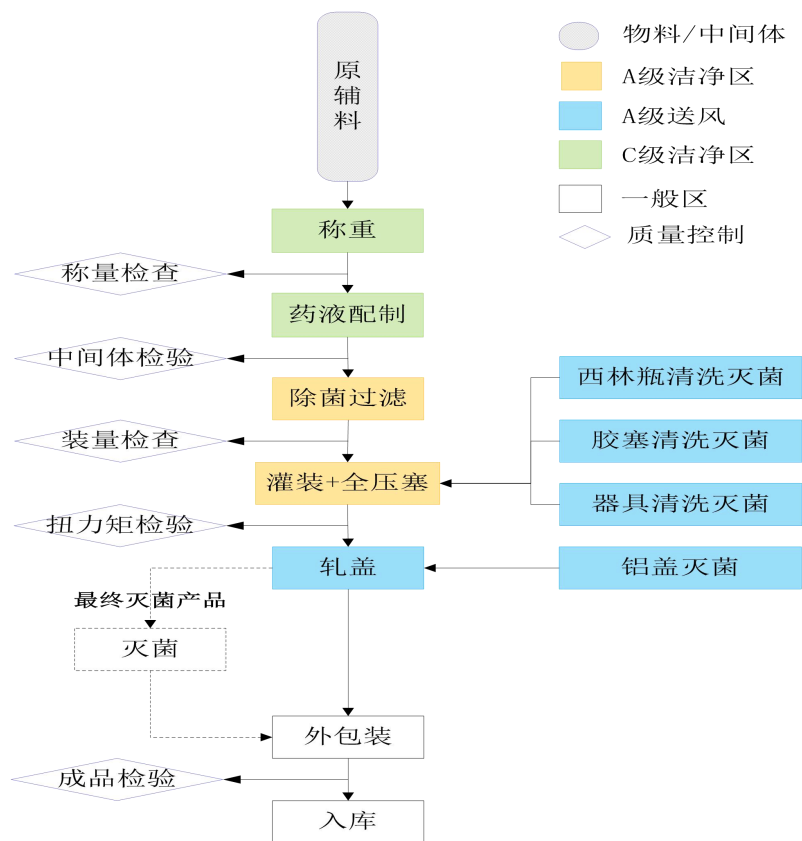 原辅料
物料/中间体
A级洁净区
A级送风
C级洁净区
一般区
质量控制
称重
称量检查
药液配制
中间体检验
除菌过滤
西林瓶清洗灭菌
装量检查
胶塞清洗灭菌
灌装+全压塞
器具清洗灭菌
扭力矩检验
轧盖
铝盖灭菌
最终灭菌产品
灭菌
外包装
成品检验
入库